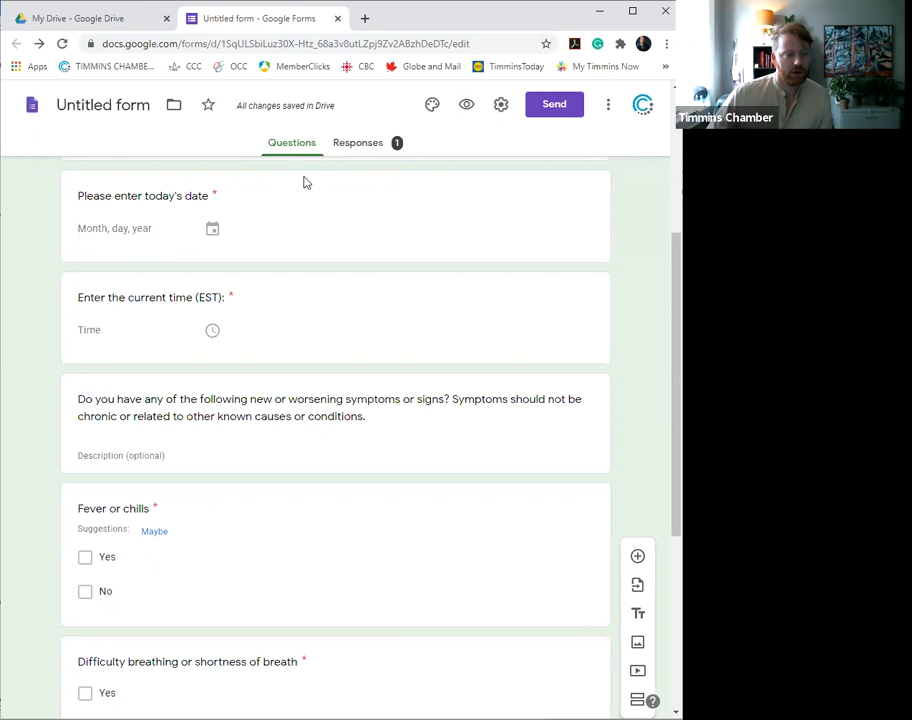 My Drive - Google Drive
Untitled form - Google Forms
docs.google.com/forms/d/1SqULSbiLuz30X-Htz_68a3v8utLZpj9Zv2ABzhDeDTc/edit
Apps
TIMMINS CHAMBE...
CCC
OCC
MemberClicks
CBC
Globe and Mail
TimminsToday
My Timmins Now
»
Untitled form
All changes saved in Drive
Send
Timmins Chamber
Questions
Responses
1
Please enter today's date *
Month, day, year
Enter the current time (EST): *
Time
Do you have any of the following new or worsening symptoms or signs? Symptoms should not be
chronic or related to other known causes or conditions.
Description (optional)
Fever or chills *
Suggestions: Maybe
Yes
No
Difficulty breathing or shortness of breath *
Yes